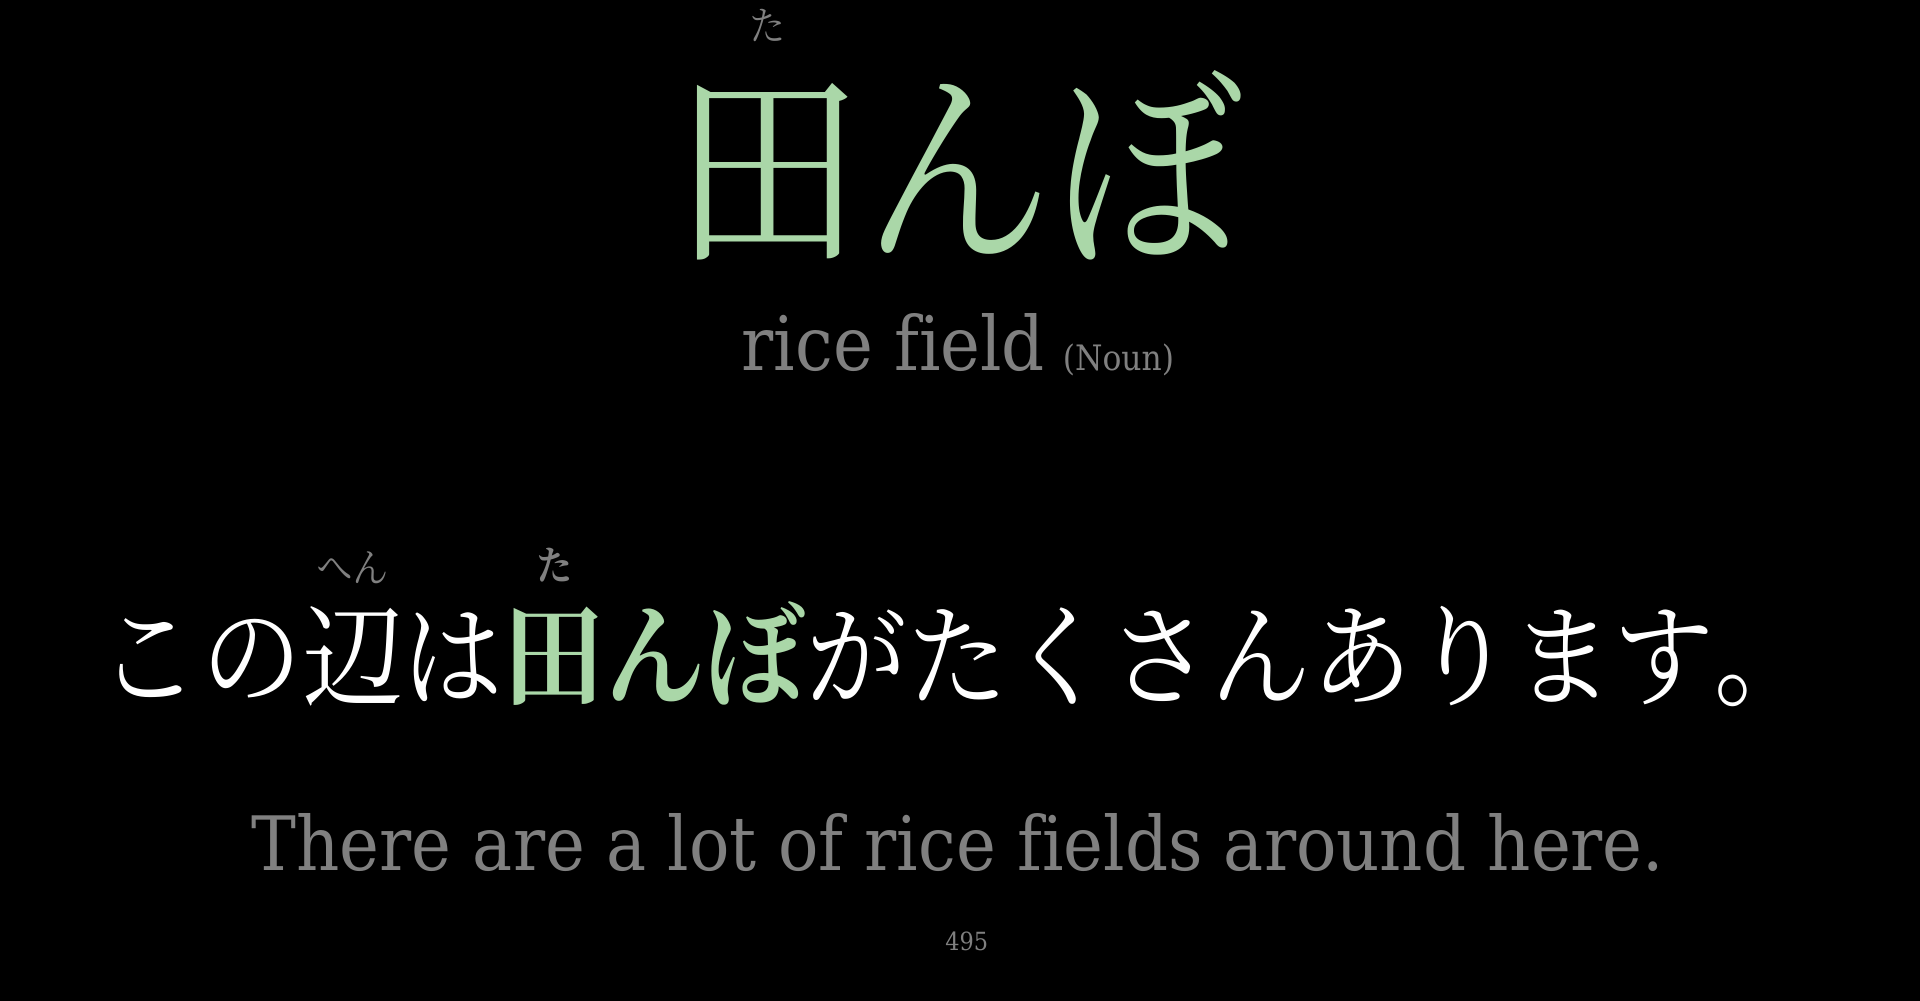 た
田んぼ
rice field (Noun)
へん た
この辺は田んぼがたくさんあります。
There are a lot of rice fields around here.
495